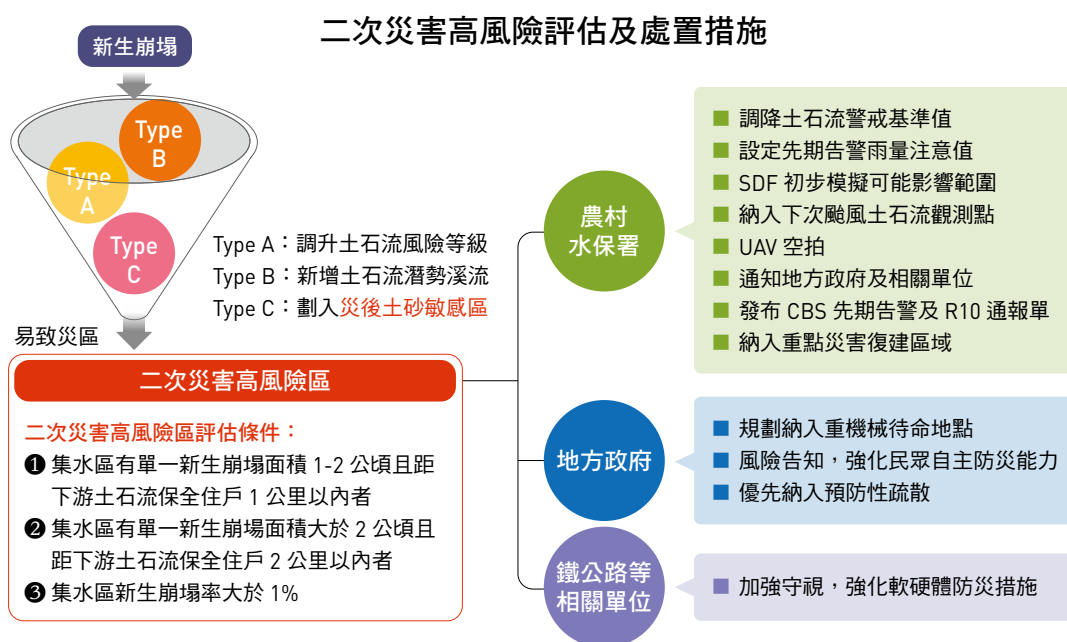 二次災害高風險評估及處置措施
新生崩塌
Type
B
Type
A
Type
C
Type A：調升土石流風險等級
Type B：新增土石流潛勢溪流
Type C：劃入災後土砂敏感區
易致災區
二次災害高風險區
二次災害高風險區評估條件：
❶ 集水區有單一新生崩塌面積 1-2 公頃且距
下游土石流保全住戶 1 公里以內者
❷ 集水區有單一新生崩場面積大於 2 公頃且
距下游土石流保全住戶 2 公里以內者
❸ 集水區新生崩塌率大於 1%
農村
水保署
■ 調降土石流警戒基準值
■ 設定先期告警雨量注意值
■ SDF 初步模擬可能影響範圍
■ 納入下次颱風土石流觀測點
■ UAV 空拍
■ 通知地方政府及相關單位
■ 發布 CBS 先期告警及 R10 通報單
■ 納入重點災害復建區域
地方政府
■ 規劃納入重機械待命地點
■ 風險告知，強化民眾自主防災能力
■ 優先納入預防性疏散
鐵公路等
相關單位
■ 加強守視，強化軟硬體防災措施